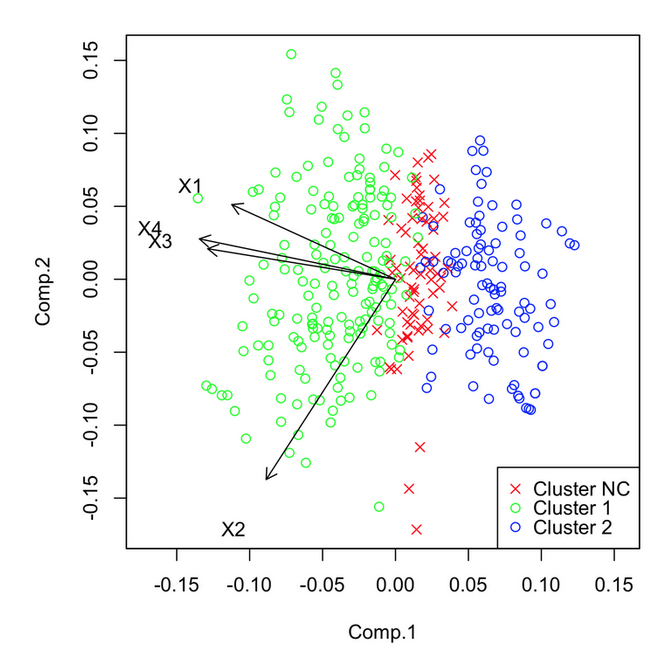 0.15
0.10
0.05
0.00
-0.05
-0.10
-0.15
Comp.2
X1
X4
X3
X2
Cluster NC
Cluster 1
Cluster 2
-0.15 -0.10 -0.05 0.00 0.05 0.10 0.15
Comp.1